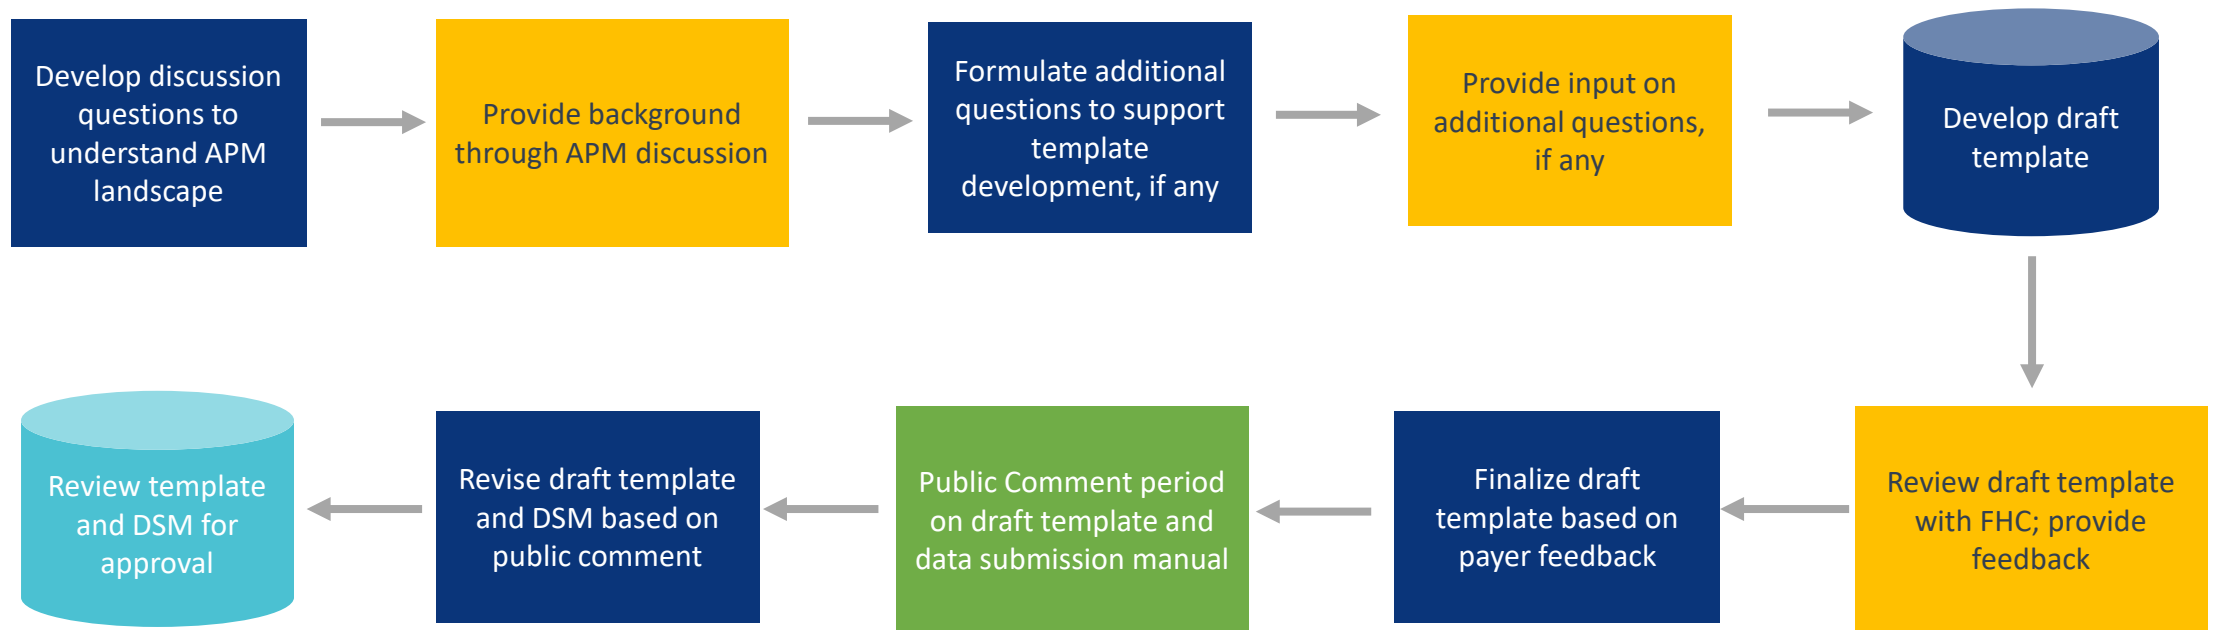 Develop discussion
questions to
understand APM
landscape
Provide background
through APM discussion
Formulate additional
questions to support
template
development, if any
Provide input on
additional questions,
if any
Develop draft
template
Review draft template
with FHC; provide
feedback
Finalize draft
template based on
payer feedback
Public Comment period
on draft template and
data submission manual
Revise draft template
and DSM based on
public comment
Review template
and DSM for
approval